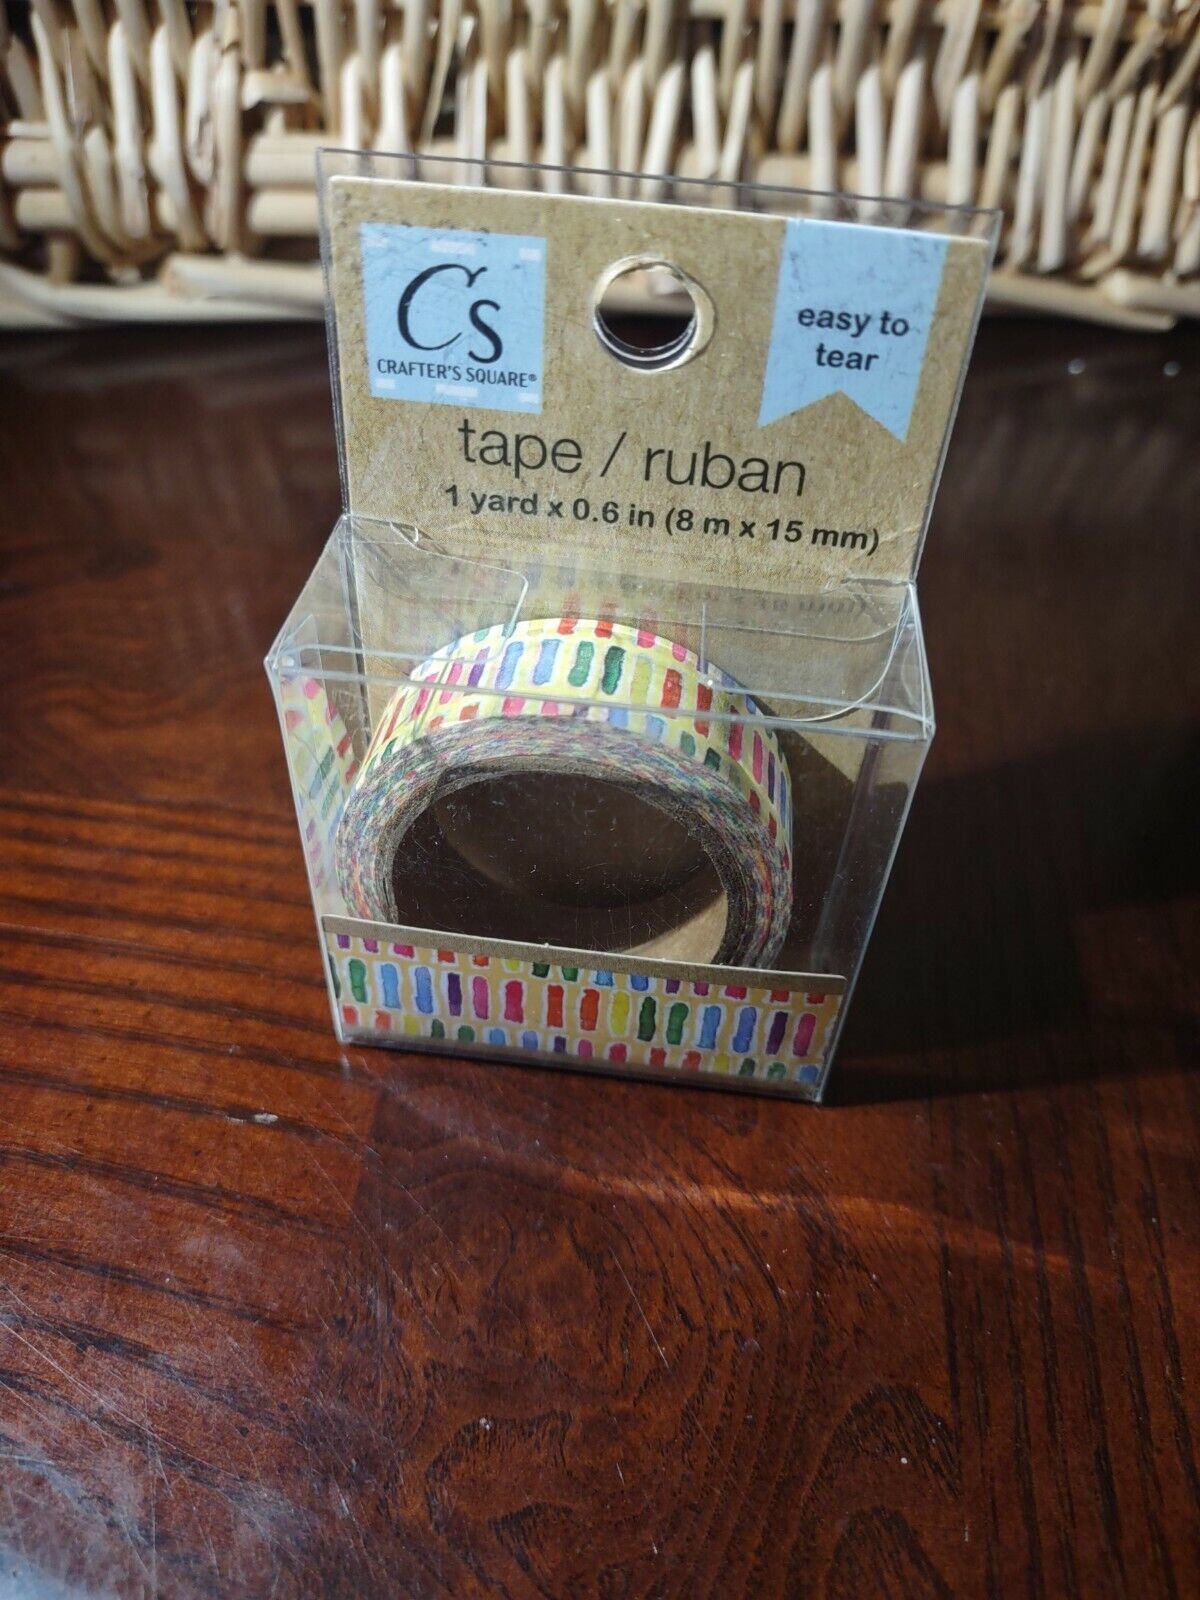 Cs
CRAFTER'S SQUARE®
easy to
tear
tape / ruban
1 yard x 0.6 in (8 m x 15 mm)